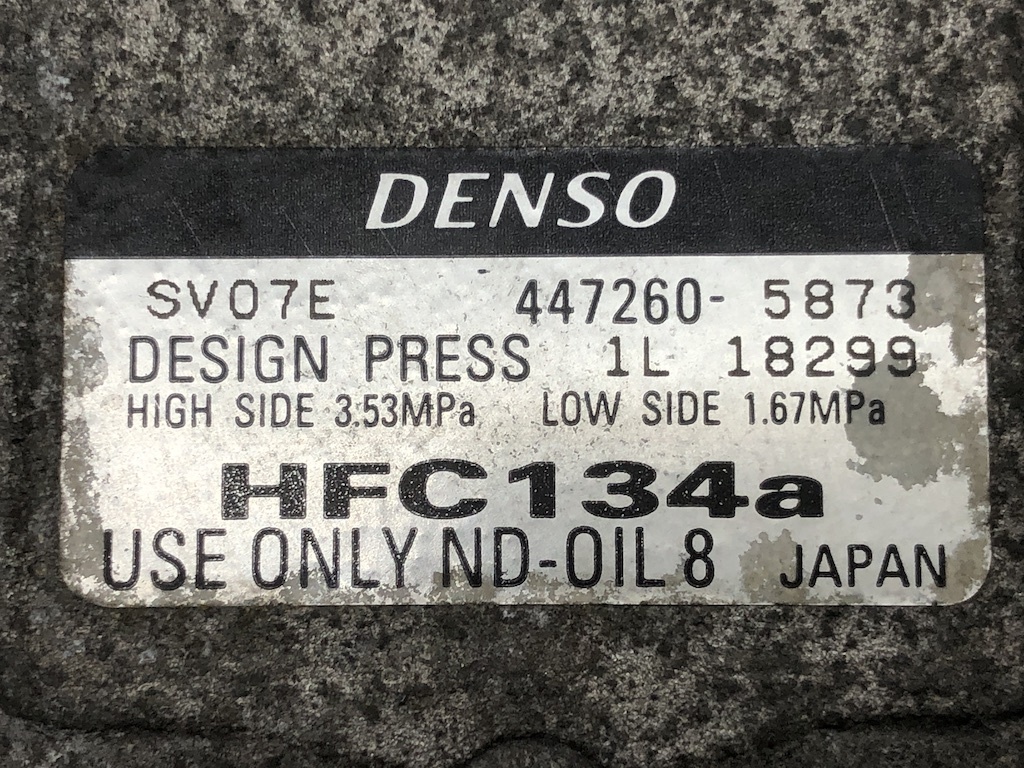 DENSO
SV07E 447260- 5873
DESIGN PRESS 1L 18299
HIGH SIDE 3.53MPa LOW SIDE 1.67MPa
HFC134a
USE ONLY ND-OIL 8 JAPAN